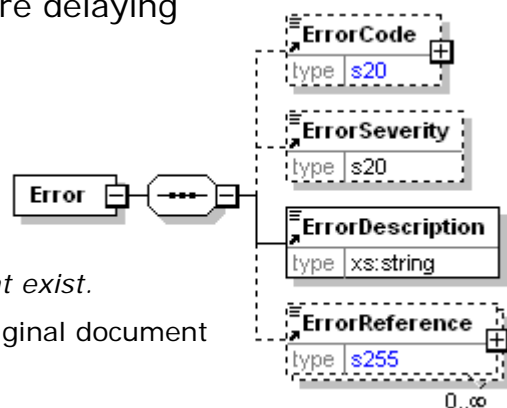 re delaying
ErrorCode
type s20
ErrorSeverity
type s20
Error
ErrorDescription
type xs:string
t exist.
ginal document
ErrorReference
type s255
0..∞